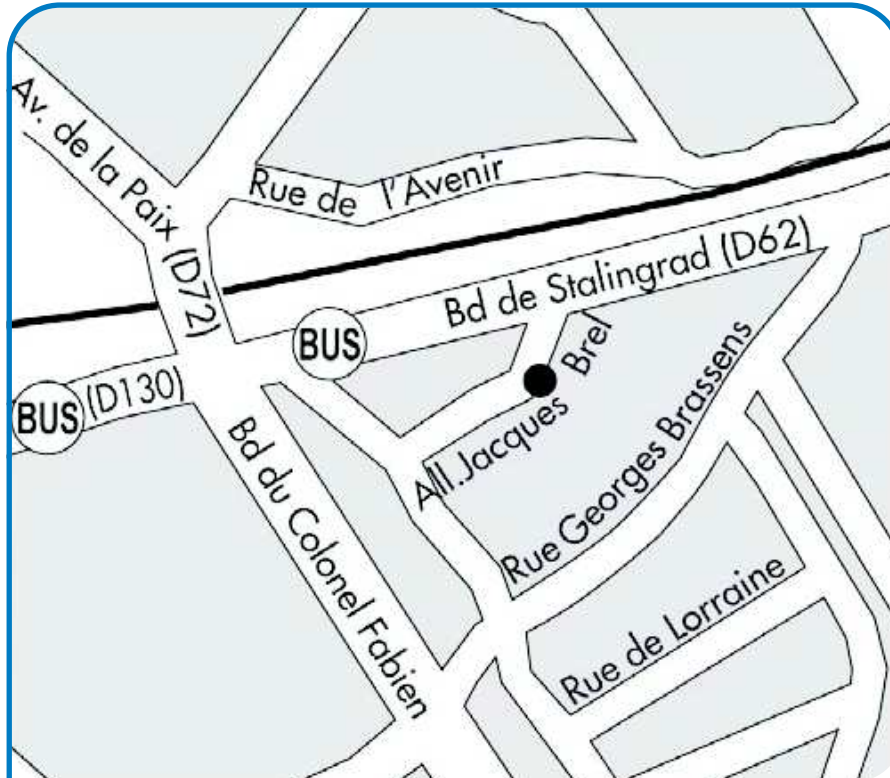 Av. de la Paix (D72)
Rue de l'Avenir
Bd de Stalingrad (D62)
BUS
BUS
(D130)
All.Jacques Brel
Bd du Colonel Fabien
Rue Georges Brassens
Rue de Lorraine